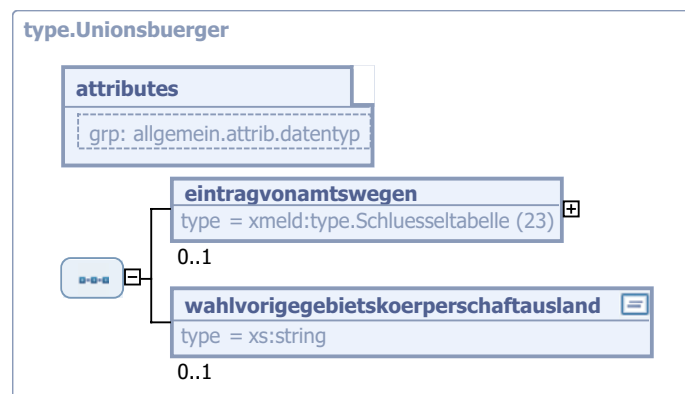 type.Unionsbuerger
attributes
grp: allgemein.attrib.datentyp
eintragvonamtswegen
type = xmeld:type.Schluesseltabelle (23)
0..1
wahlvorigegebietskoerperschaftausland
type = xs:string
0..1